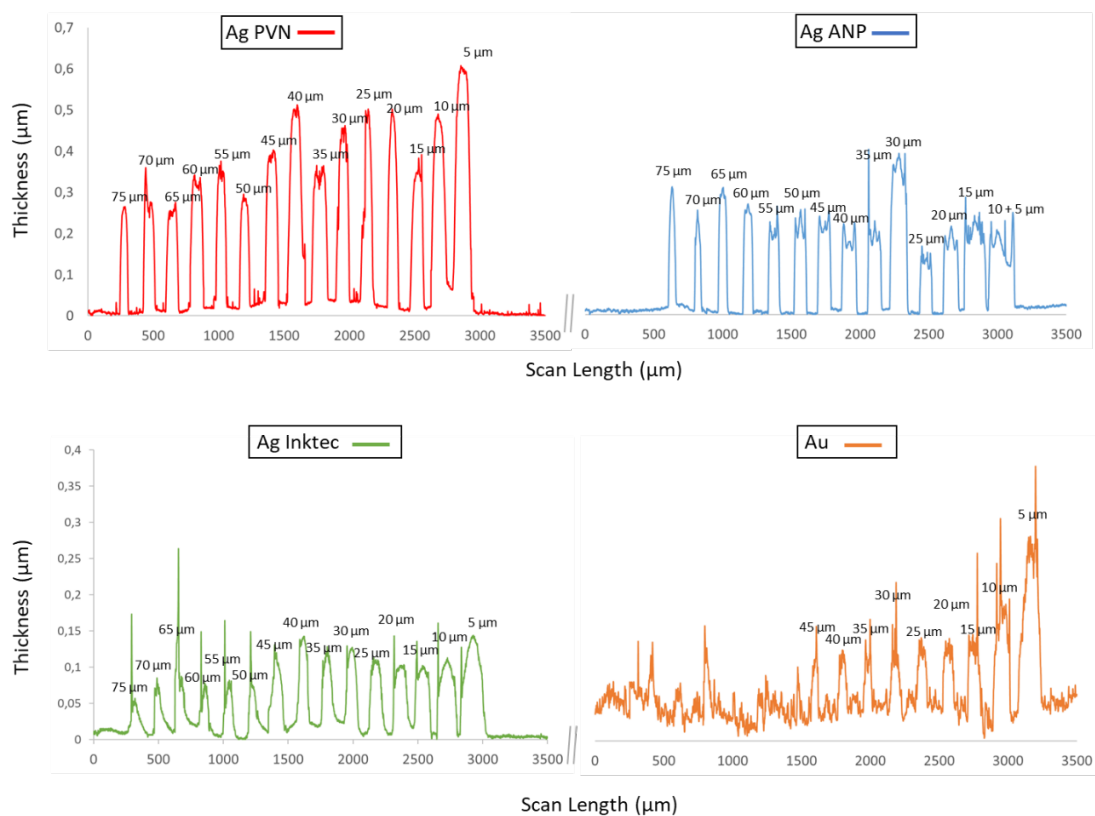 Ag PVN
Ag ANP
Thickness (µm)
0,7
0,6
0,5
0,4
0,3
0,2
0,1
0
75 µm
70 µm
65 µm
60 µm
55 µm
50 µm
45 µm
40 µm
35 µm
30 µm
25 µm
20 µm
15 µm
10 µm
5 µm
0 500 1000 1500 2000 2500 3000 3500
75 µm
70 µm
65 µm
60 µm
55 µm
50 µm
45 µm
40 µm
35 µm
30 µm
25 µm
20 µm
15 µm
10 + 5 µm
0 500 1000 1500 2000 2500 3000 3500
Scan Length (µm)
Ag Inktec
Au
Thickness (µm)
0,4
0,35
0,3
0,25
0,2
0,15
0,1
0,05
0
75 µm
70 µm
65 µm
60 µm
55 µm
50 µm
45 µm
40 µm
35 µm
30 µm
25 µm
20 µm
15 µm
10 µm
5 µm
0 500 1000 1500 2000 2500 3000 3500
45 µm
40 µm
35 µm
30 µm
25 µm
20 µm
15 µm
10 µm
5 µm
0 500 1000 1500 2000 2500 3000 3500
Scan Length (µm)